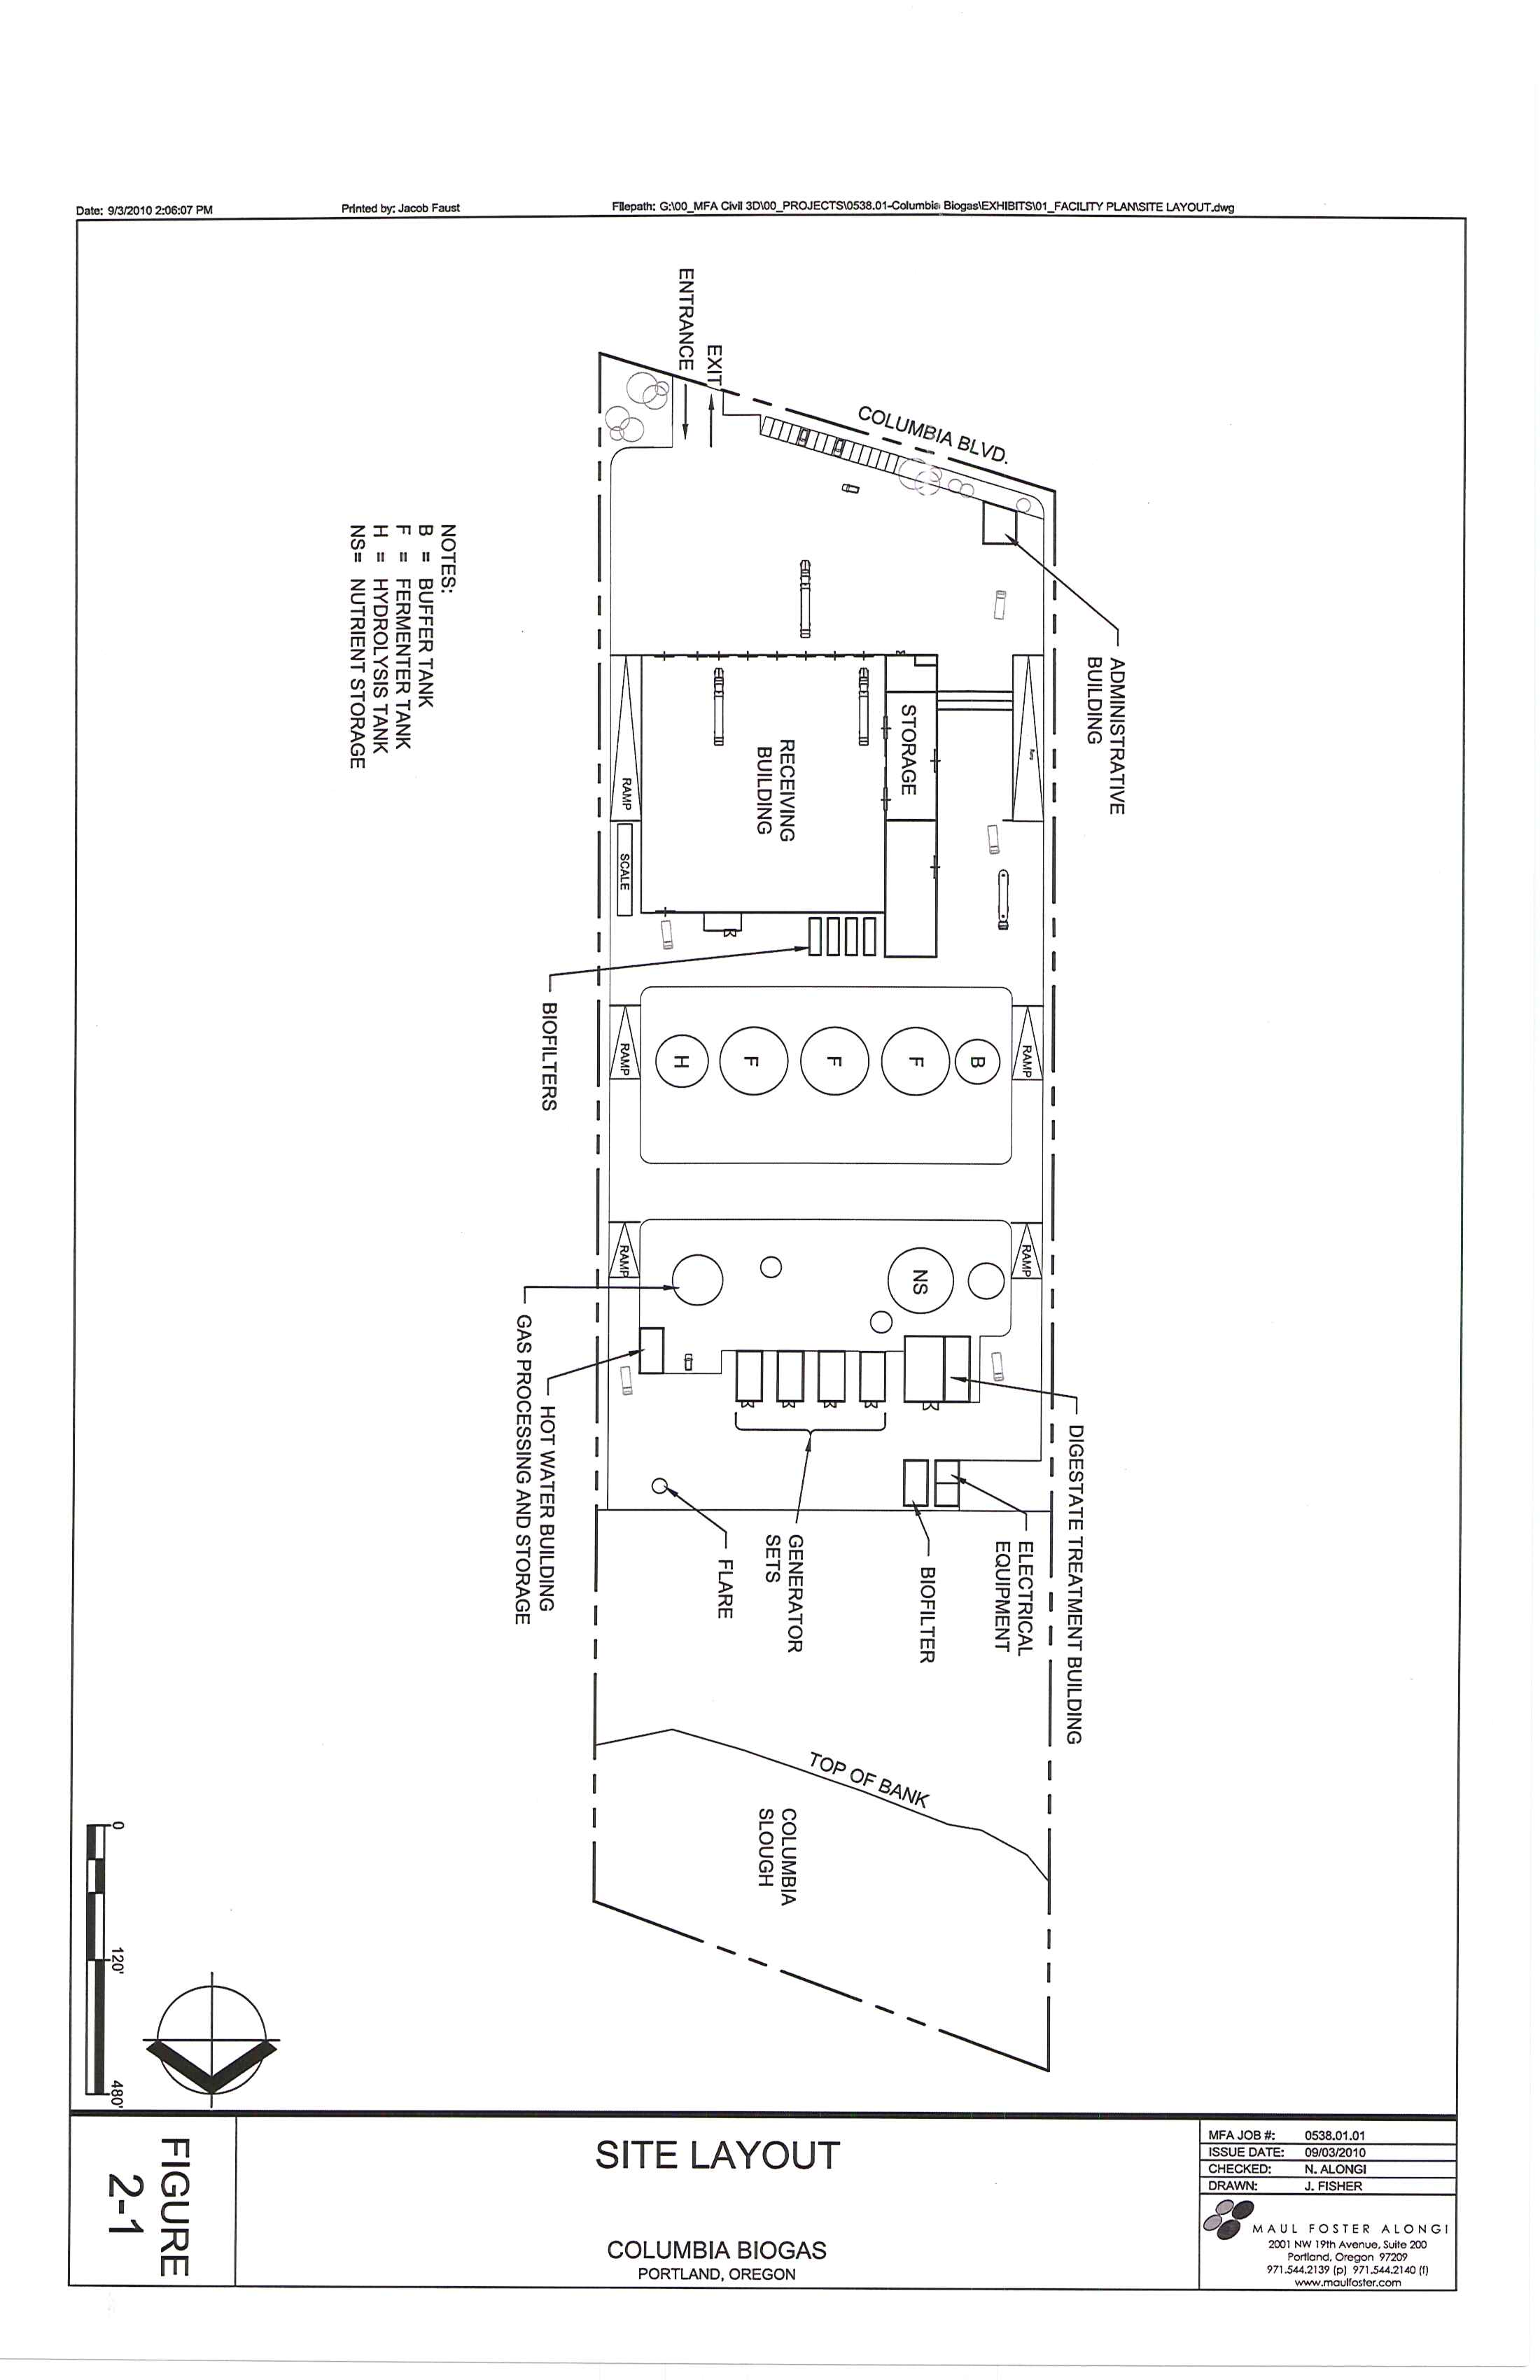 Date: 9/3/2010 2:06:07 PM Printed by: Jacob Faust Filepath: G:\00_MFA Civil 3D\00_PROJECTS\0538.01-Columbia Biogas\EXHIBITS\01_FACILITY PLAN\SITE LAYOUT.dwg
ENTRANCE
EXIT
COLUMBIA BLVD.
ADMINISTRATIVE
BUILDING
NOTES:
B = BUFFER TANK
F = FERMENTER TANK
H = HYDROLYSIS TANK
NS= NUTRIENT STORAGE
STORAGE
RECEIVING
BUILDING
RAMP
Ramp
SCALE
BIOFILTERS
RAMP
H
F
F
F
B
RAMP
RAMP
NS
RAMP
GAS PROCESSING AND STORAGE
HOT WATER BUILDING
FLARE
GENERATOR
SETS
BIOFILTER
ELECTRICAL
EQUIPMENT
DIGESTATE TREATMENT BUILDING
TOP OF BANK
COLUMBIA
SLOUGH
0 120' 480'
FIGURE
2-1
SITE LAYOUT
COLUMBIA BIOGAS
PORTLAND, OREGON
MFA JOB #: 0538.01.01
ISSUE DATE: 09/03/2010
CHECKED: N. ALONGI
DRAWN: J. FISHER
MAUL FOSTER ALONGI
2001 NW 19th Avenue, Suite 200
Portland, Oregon 97209
971.544.2139 (p) 971.544.2140 (f)
www.maulfoster.com